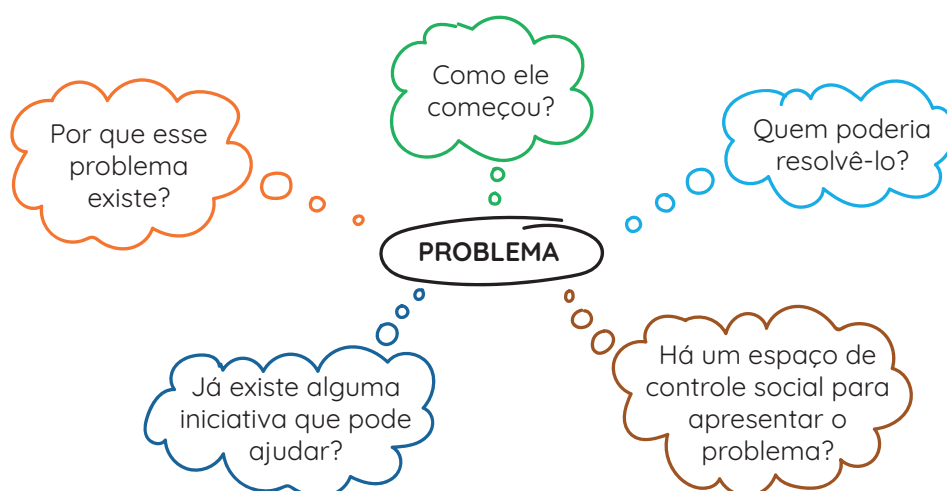 Como ele
começou?
Por que esse
problema
existe?
Quem poderia
resolvê-lo?
PROBLEMA
Já existe alguma
iniciativa que pode
ajudar?
Há um espaço de
controle social para
apresentar o
problema?